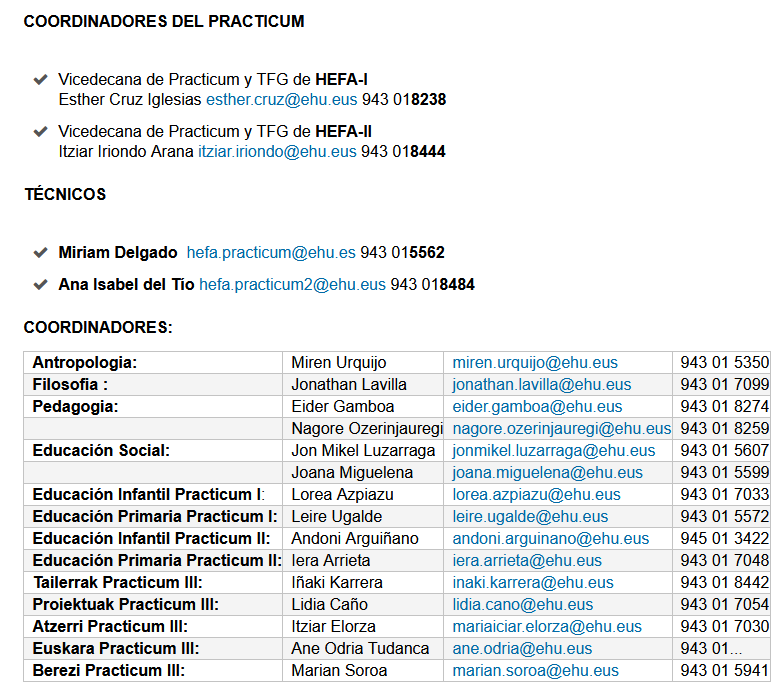 COORDINADORES DEL PRACTICUM
Vicedecana de Practicum y TFG de HEFA-I
Esther Cruz Iglesias esther.cruz@ehu.eus 943 018238
Vicedecana de Practicum y TFG de HEFA-II
Itziar Iriondo Arana itziar.iriondo@ehu.eus 943 018444
TÉCNICOS
Miriam Delgado hefa.practicum@ehu.es 943 015562
Ana Isabel del Tío hefa.practicum2@ehu.eus 943 018484
COORDINADORES:
Antropologia: Miren Urquijo miren.urquijo@ehu.eus 943 01 5350
Filosofia : Jonathan Lavilla jonathan.lavilla@ehu.eus 943 01 7099
Pedagogia: Eider Gamboa eider.gamboa@ehu.eus 943 01 8274
Nagore Ozerinjauregi nagore.ozerinjauregi@ehu.eus 943 01 8259
Educación Social: Jon Mikel Luzarraga jonmikel.luzarraga@ehu.eus 943 01 5607
Joana Miguelena joana.miguelena@ehu.eus 943 01 5599
Educación Infantil Practicum I: Lorea Azpiazu lorea.azpiazu@ehu.eus 943 01 7033
Educación Primaria Practicum I: Leire Ugalde leire.ugalde@ehu.eus 943 01 5572
Educación Infantil Practicum II: Andoni Arguiñano andoni.arguinano@ehu.eus 945 01 3422
Educación Primaria Practicum II: Iera Arrieta iera.arrieta@ehu.eus 943 01 7048
Tailerrak Practicum III: Iñaki Karrera inaki.karrera@ehu.eus 943 01 8442
Proiektuak Practicum III: Lidia Caño lidia.cano@ehu.eus 943 01 7054
Atzerri Practicum III: Itziar Elorza mariaiciar.elorza@ehu.eus 943 01 7030
Euskara Practicum III: Ane Odria Tudanca ane.odria@ehu.eus 943 01...
Berezi Practicum III: Marian Soroa marian.soroa@ehu.eus 943 01 5941